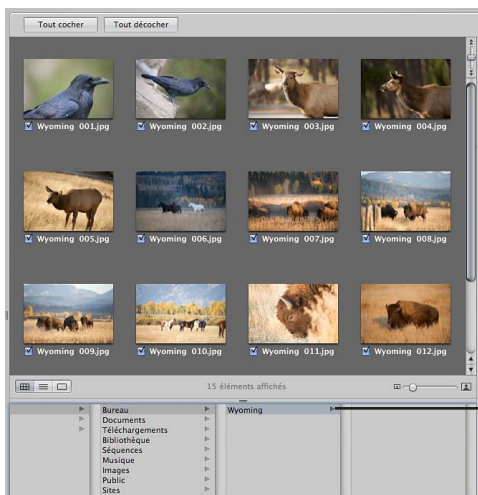 Tout cocher Tout décocher
Wyoming 001.jpg Wyoming 002.jpg Wyoming 003.jpg Wyoming 004.jpg
Wyoming 005.jpg Wyoming 006.jpg Wyoming 007.jpg Wyoming 008.jpg
Wyoming 009.jpg Wyoming 010.jpg Wyoming 011.jpg Wyoming 012.jpg
15 éléments affichés
Bureau Wyoming
Documents
Téléchargements
Bibliothèque
Séquences
Musique
Images
Public
Sites